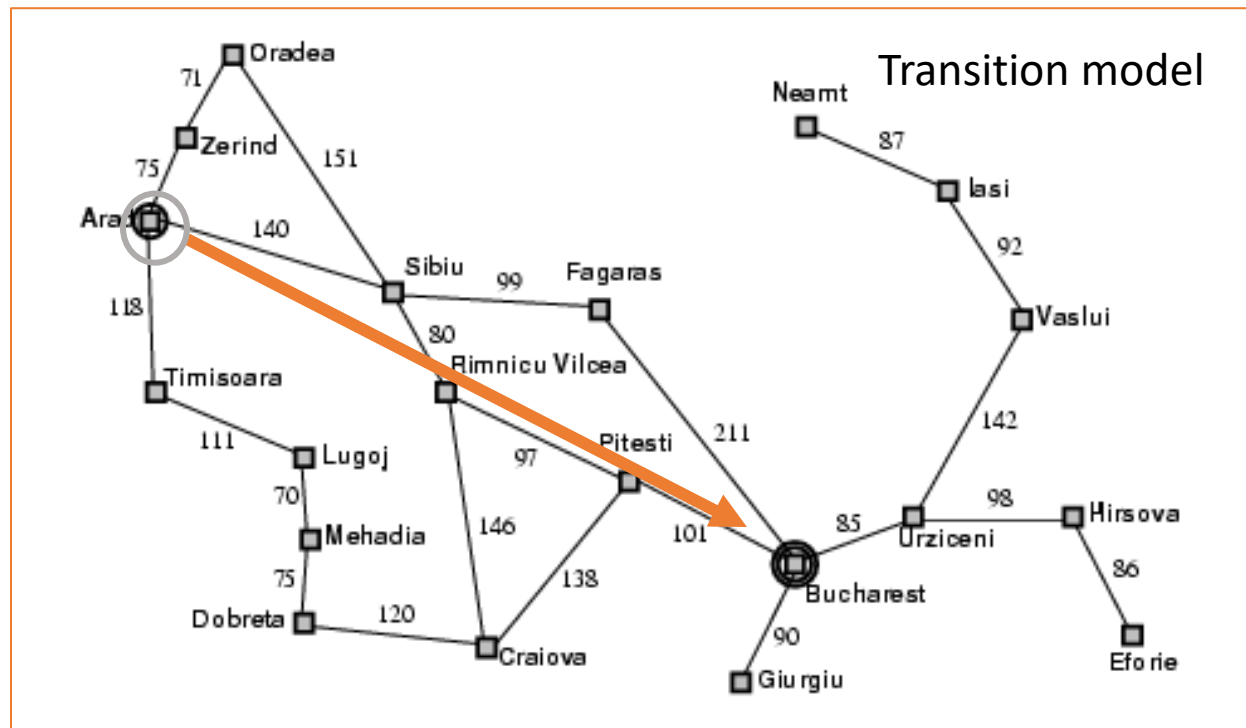 Oradea
Transition model
Neamt
71
87
Zerind
151
Iasi
75
Arad
140
92
Sibiu
Fagaras
99
118
Vaslui
80
Rimnicu Vilcea
Timisoara
142
211
Pitesti
111
97
Lugoj
70
98
Hirsova
146
101
85
Urziceni
Mehadia
86
75
138
Bucharest
Dobreta
120
90
Craiova
Eforie
Giurgiu